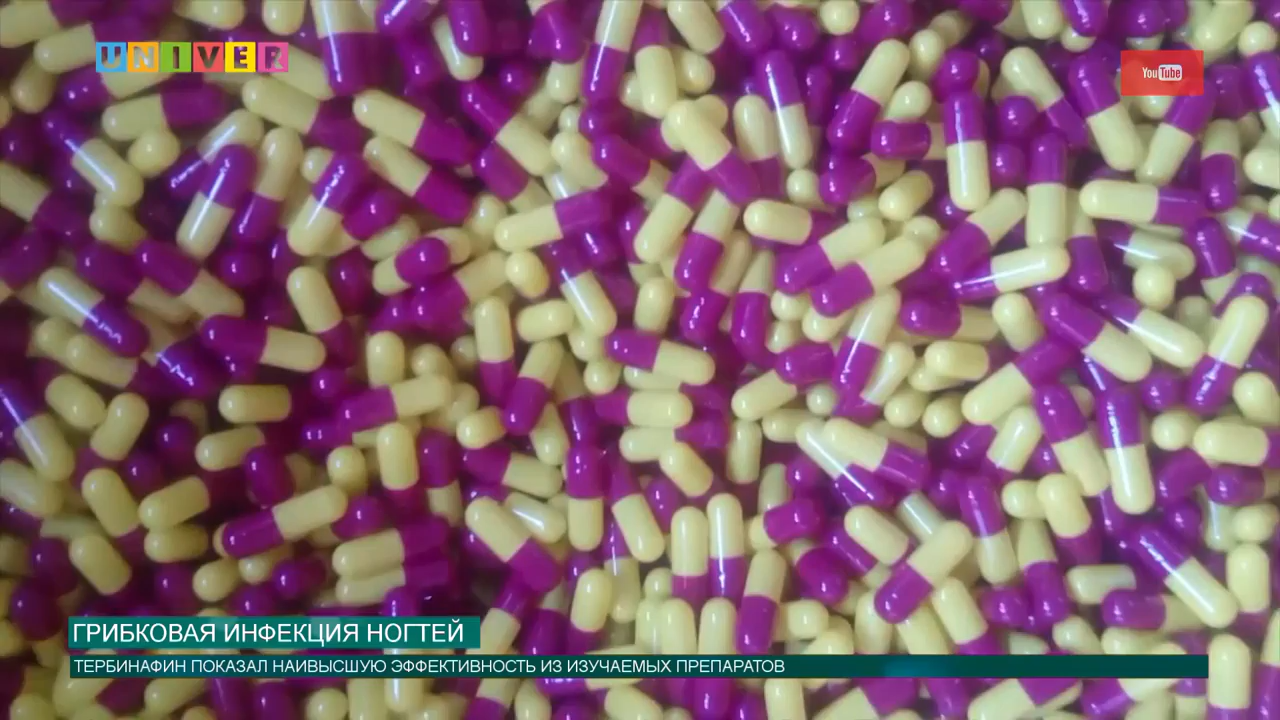 UNIVER
YouTube
ГРИБКОВАЯ ИНФЕКЦИЯ НОГТЕЙ
ТЕРБИНАФИН ПОКАЗАЛ НАИВЫСШУЮ ЭФФЕКТИВНОСТЬ ИЗ ИЗУЧАЕМЫХ ПРЕПАРАТОВ